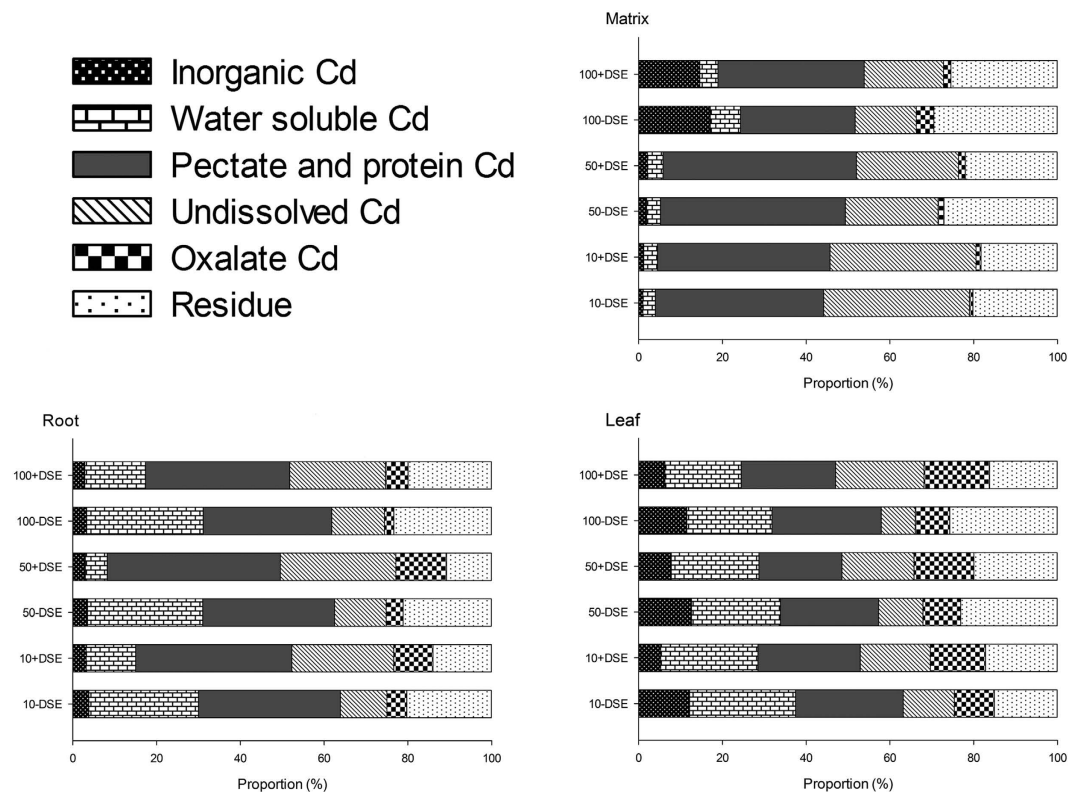 Inorganic Cd
Water soluble Cd
Pectate and protein Cd
Undissolved Cd
Oxalate Cd
Residue
Matrix
100+DSE
100-DSE
50+DSE
50-DSE
10+DSE
10-DSE
0 20 40 60 80 100
Proportion (%)
Root
100+DSE
100-DSE
50+DSE
50-DSE
10+DSE
10-DSE
0 20 40 60 80 100
Proportion (%)
Leaf
100+DSE
100-DSE
50+DSE
50-DSE
10+DSE
10-DSE
0 20 40 60 80 100
Proportion (%)